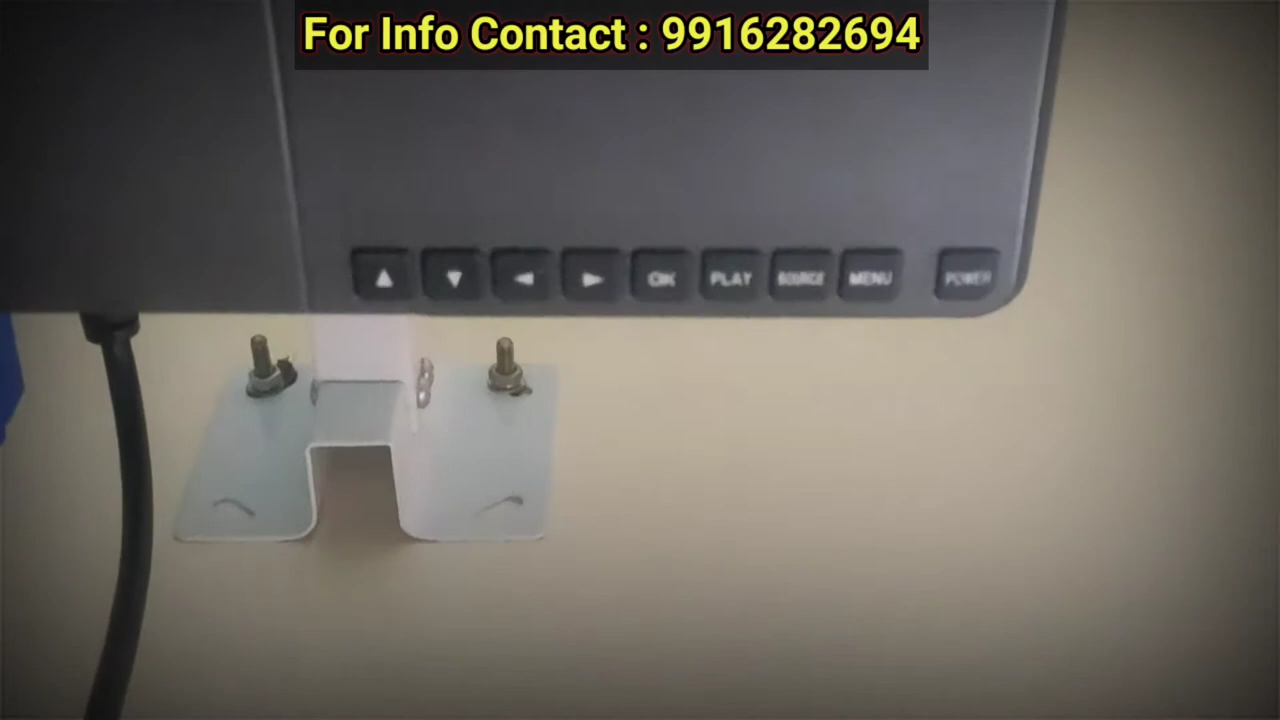 For Info Contact : 9916282694
▲ ▼ ◀ ▶ OK PLAY SOURCE MENU POWER